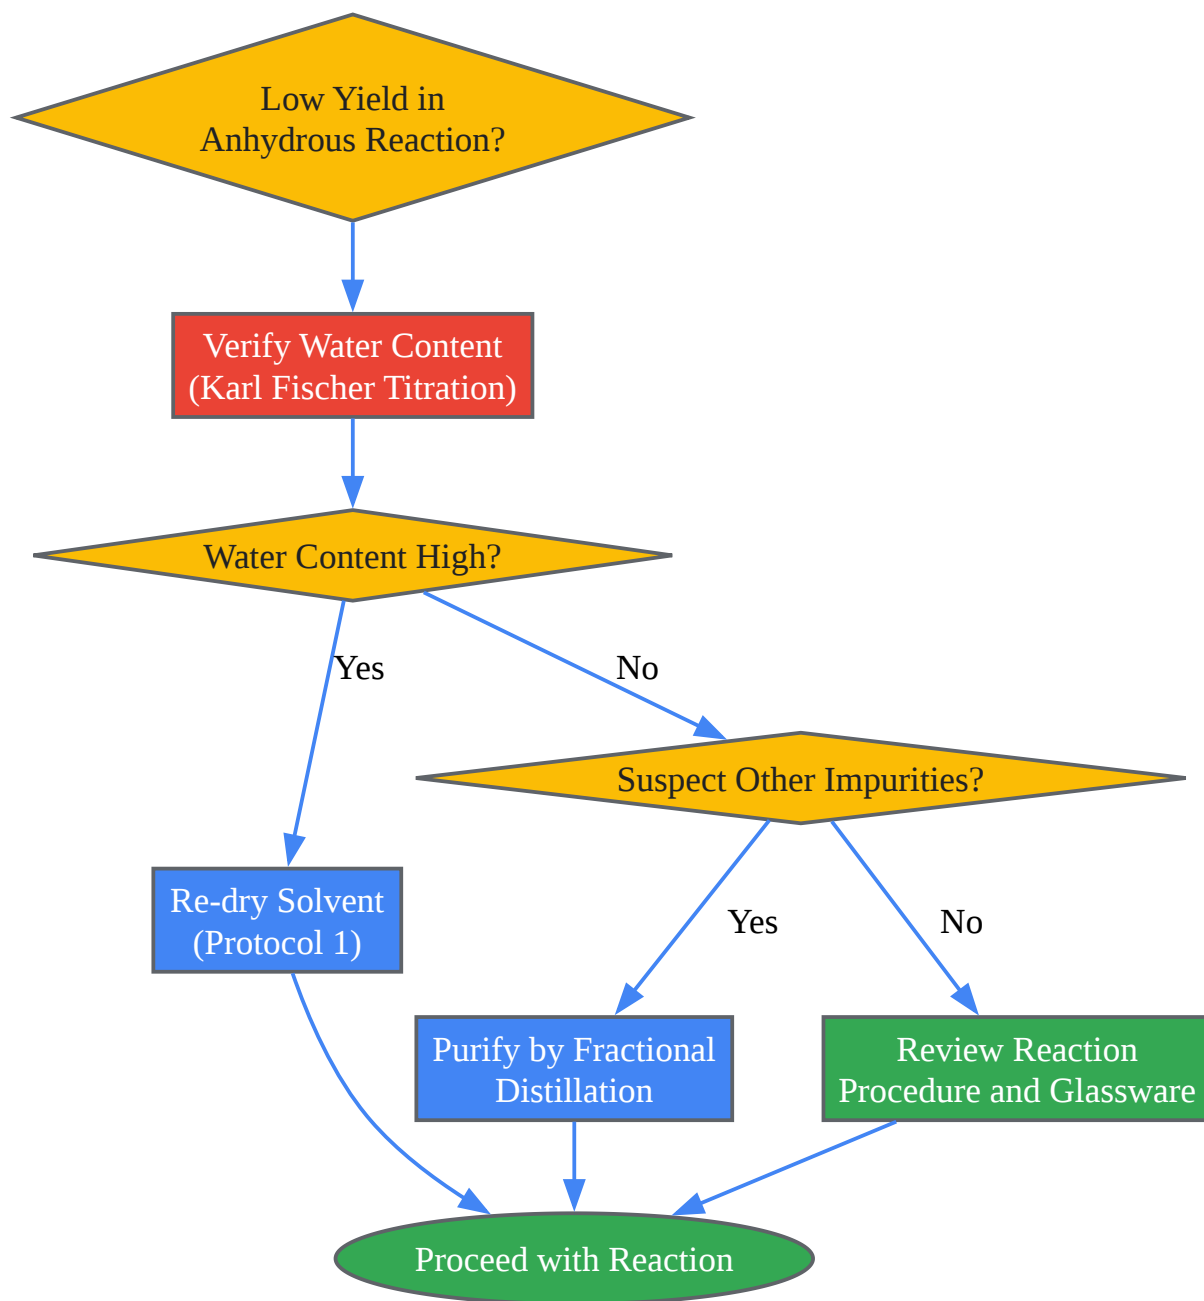 Low Yield in
Anhydrous Reaction?
Verify Water Content
(Karl Fischer Titration)
Water Content High?
Yes
No
Suspect Other Impurities?
Re-dry Solvent
(Protocol 1)
Yes
No
Purify by Fractional
Distillation
Review Reaction
Procedure and Glassware
Proceed with Reaction